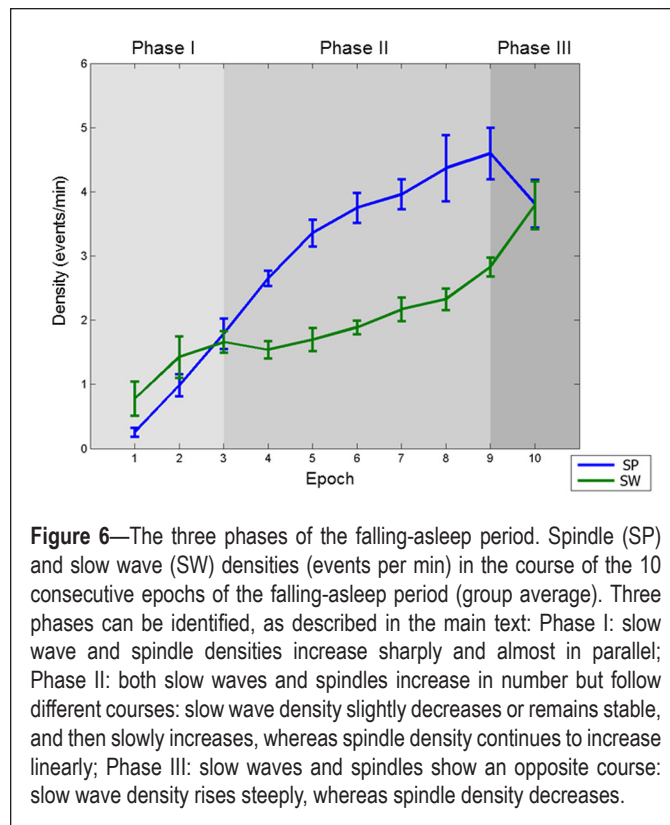 Phase I Phase II Phase III
6
5
4
3
2
1
0
Density (events/min)
1 2 3 4 5 6 7 8 9 10
Epoch
SP
SW
Figure 6—The three phases of the falling-asleep period. Spindle (SP)
and slow wave (SW) densities (events per min) in the course of the 10
consecutive epochs of the falling-asleep period (group average). Three
phases can be identified, as described in the main text: Phase I: slow
wave and spindle densities increase sharply and almost in parallel;
Phase II: both slow waves and spindles increase in number but follow
different courses: slow wave density slightly decreases or remains stable,
and then slowly increases, whereas spindle density continues to increase
linearly; Phase III: slow waves and spindles show an opposite course:
slow wave density rises steeply, whereas spindle density decreases.